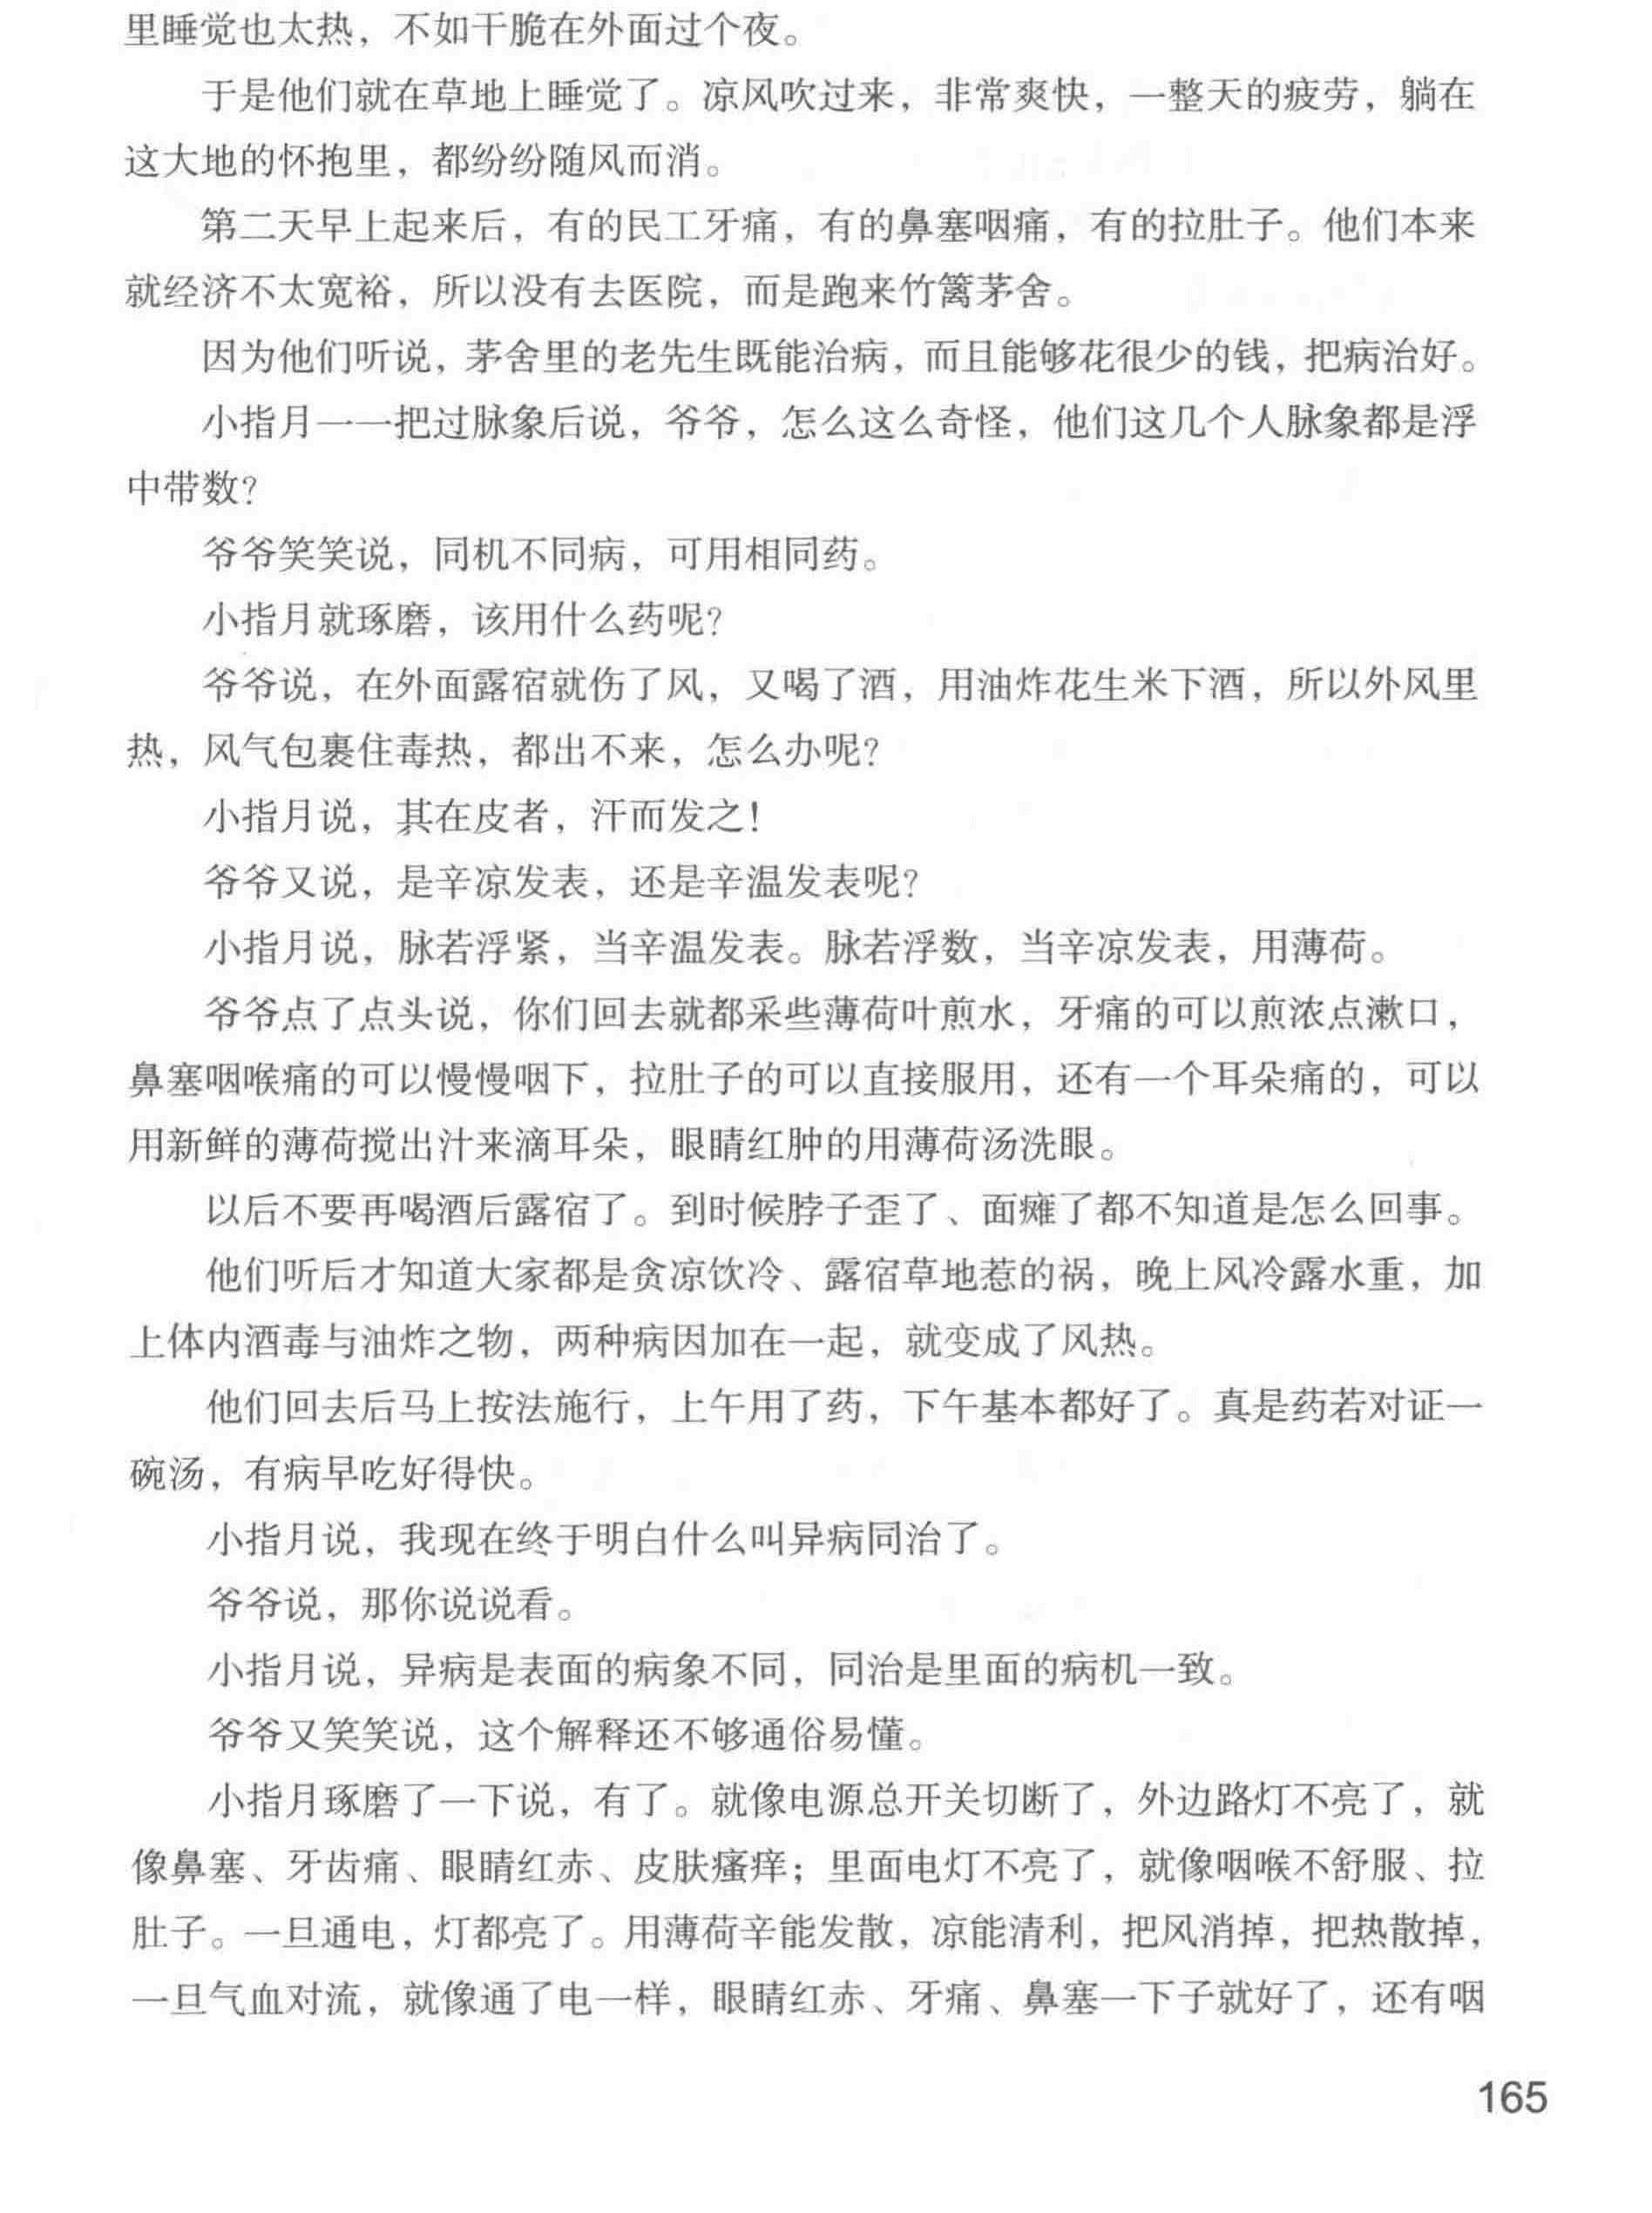 里睡觉也太热，不如干脆在外面过个夜。
于是他们就在草地上睡觉了。凉风吹过来，非常爽快，一整天的疲劳，躺在
这大地的怀抱里，都纷纷随风而消。
第二天早上起来后，有的民工牙痛，有的鼻塞咽痛，有的拉肚子。他们本来
就经济不太宽裕，所以没有去医院，而是跑来竹篱茅舍。
因为他们听说，茅舍里的老先生既能治病，而且能够花很少的钱，把病治好。
小指月一一把过脉象后说，爷爷，怎么这么奇怪，他们这几个人脉象都是浮
中带数？
爷爷笑笑说，同机不同病，可用相同药。
小指月就琢磨，该用什么药呢？
爷爷说，在外面露宿就伤了风，又喝了酒，用油炸花生米下酒，所以外风里
热，风气包裹住毒热，都出不来，怎么办呢？
小指月说，其在皮者，汗而发之！
爷爷又说，是辛凉发表，还是辛温发表呢？
小指月说，脉若浮紧，当辛温发表。脉若浮数，当辛凉发表，用薄荷。
爷爷点了点头说，你们回去就都采些薄荷叶煎水，牙痛的可以煎浓点漱口，
鼻塞咽喉痛的可以慢慢咽下，拉肚子的可以直接服用，还有一个耳朵痛的，可以
用新鲜的薄荷搅出汁来滴耳朵，眼睛红肿的用薄荷汤洗眼。
以后不要再喝酒后露宿了。到时候脖子歪了、面瘫了都不知道是怎么回事。
他们听后才知道大家都是贪凉饮冷、露宿草地惹的祸，晚上风冷露水重，加
上体内酒毒与油炸之物，两种病因加在一起，就变成了风热。
他们回去后马上按法施行，上午用了药，下午基本都好了。真是药若对证一
碗汤，有病早吃好得快。
小指月说，我现在终于明白什么叫异病同治了。
爷爷说，那你说说看。
小指月说，异病是表面的病象不同，同治是里面的病机一致。
爷爷又笑笑说，这个解释还不够通俗易懂。
小指月琢磨了一下说，有了。就像电源总开关切断了，外边路灯不亮了，就
像鼻塞、牙齿痛、眼睛红赤、皮肤瘙痒；里面电灯不亮了，就像咽喉不舒服、拉
肚子。一旦通电，灯都亮了。用薄荷辛能发散，凉能清利，把风消掉，把热散掉，
一旦气血对流，就像通了电一样，眼睛红赤、牙痛、鼻塞一下子就好了，还有咽
165